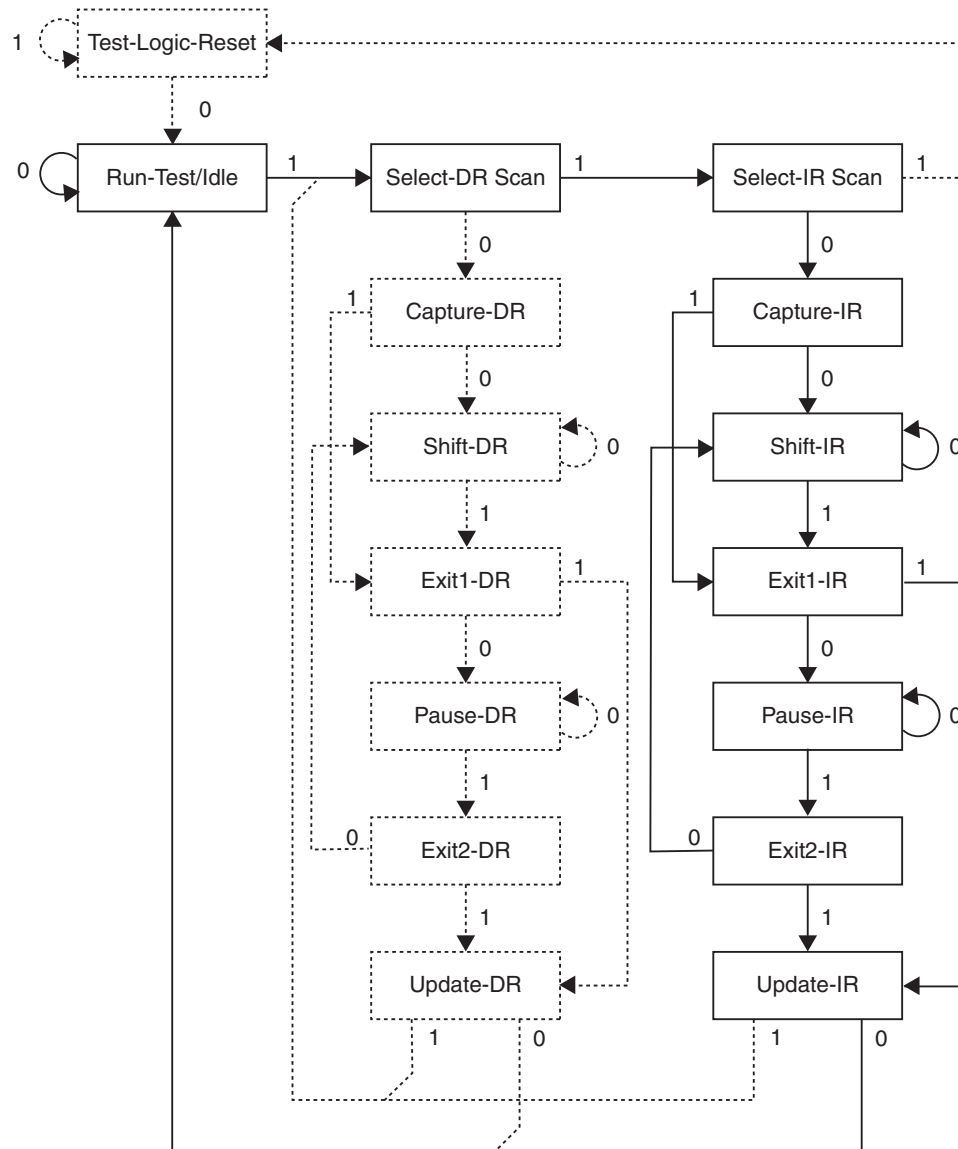 1
Test-Logic-Reset
0
0
Run-Test/Idle
1
Select-DR Scan
1
Select-IR Scan
1
0
0
1
Capture-DR
1
Capture-IR
0
0
Shift-DR
0
Shift-IR
0
1
1
Exit1-DR
1
Exit1-IR
1
0
0
Pause-DR
0
Pause-IR
0
1
1
0
Exit2-DR
0
Exit2-IR
1
1
Update-DR
Update-IR
1
0
1
0